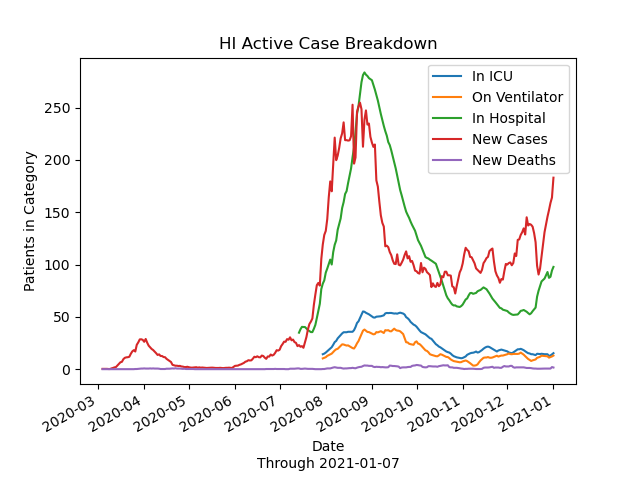 HI Active Case Breakdown
In ICU
On Ventilator
In Hospital
New Cases
New Deaths
Patients in Category
250
200
150
100
50
0
2020-03
2020-04
2020-05
2020-06
2020-07
2020-08
2020-09
2020-10
2020-11
2020-12
2021-01
Date
Through 2021-01-07